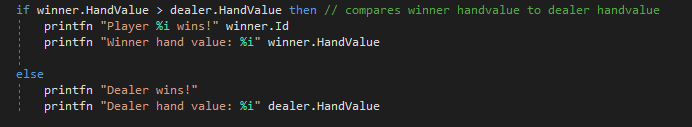 if winner.HandValue > dealer.HandValue then // compares winner handvalue to dealer handvalue
printfn "Player %i wins!" winner.Id
printfn "Winner hand value: %i" winner.HandValue
else
printfn "Dealer wins!"
printfn "Dealer hand value: %i" dealer.HandValue